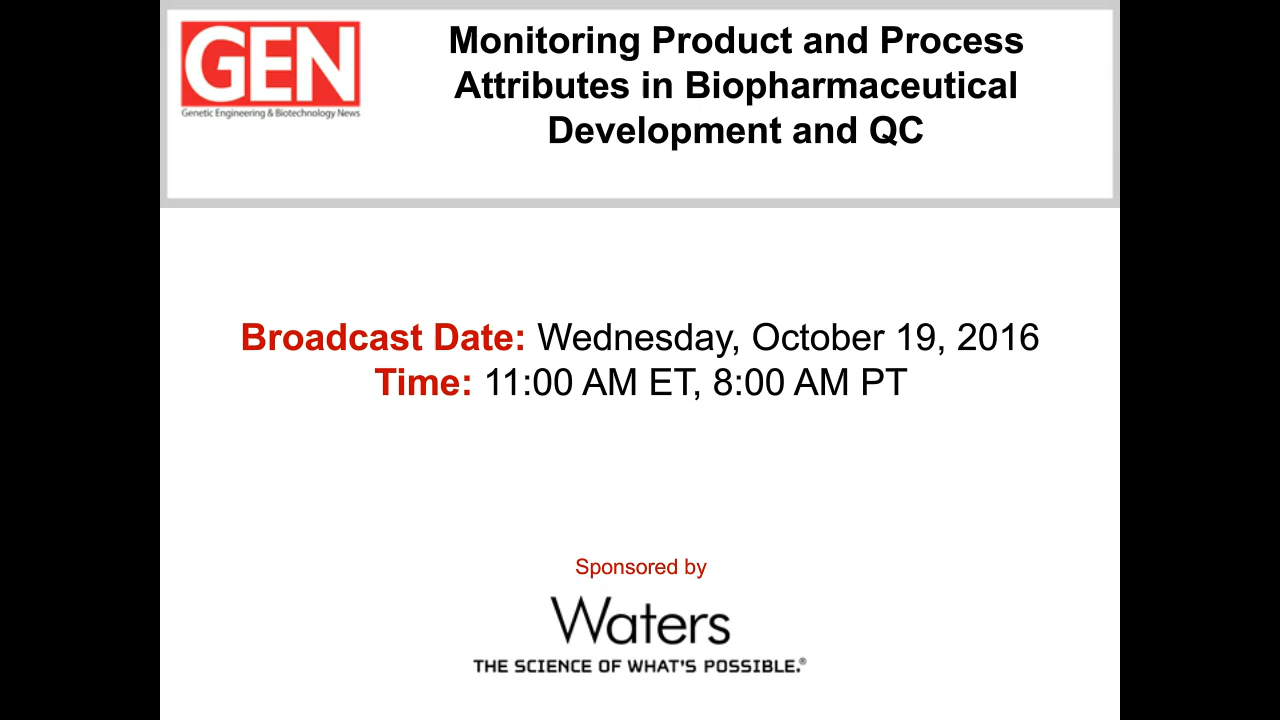 GEN
Genetic Engineering & Biotechnology News
Monitoring Product and Process
Attributes in Biopharmaceutical
Development and QC
Broadcast Date: Wednesday, October 19, 2016
Time: 11:00 AM ET, 8:00 AM PT
Sponsored by
Waters
THE SCIENCE OF WHAT'S POSSIBLE.®